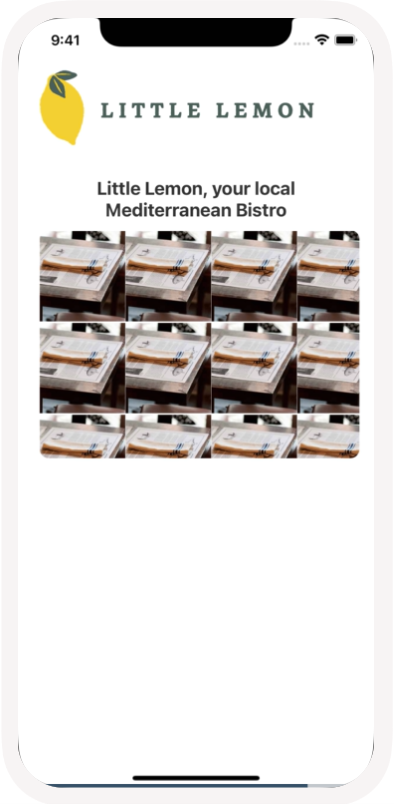 9:41
LITTLE LEMON
Little Lemon, your local
Mediterranean Bistro